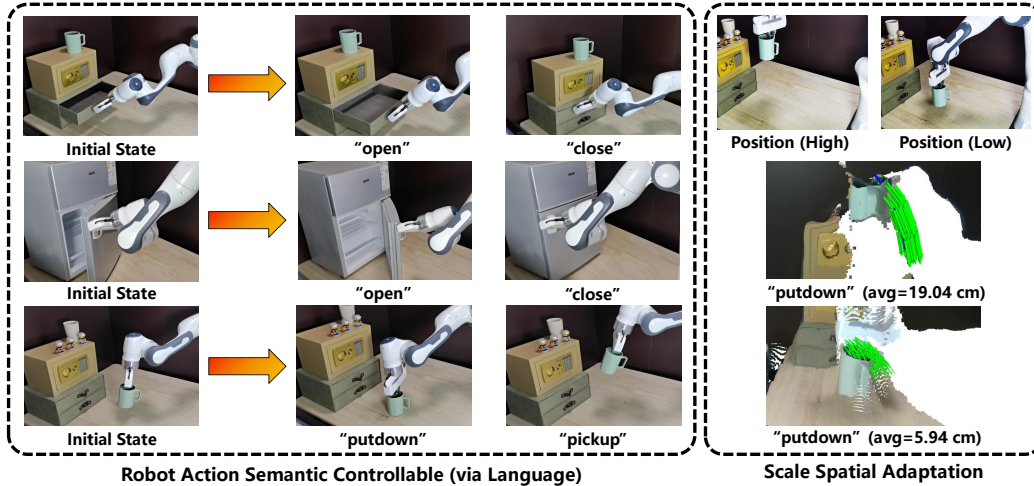 Initial State
"open"
"close"
Position (High)
Position (Low)
Initial State
"open"
"close"
"putdown" (avg=19.04 cm)
Initial State
"putdown"
"pickup"
"putdown" (avg=5.94 cm)
Robot Action Semantic Controllable (via Language)
Scale Spatial Adaptation